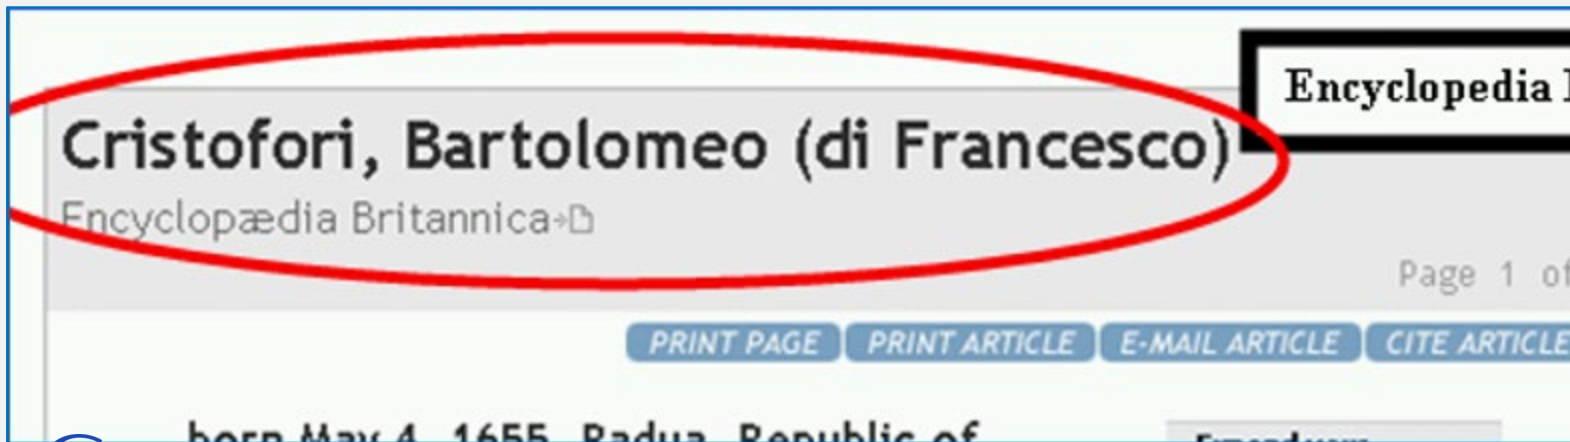 Encyclopedia
Cristofori, Bartolomeo (di Francesco)
Encyclopædia Britannica
Page 1 of
PRINT PAGE PRINT ARTICLE E-MAIL ARTICLE CITE ARTICLE
born May 4, 1655, Padua, Republic of